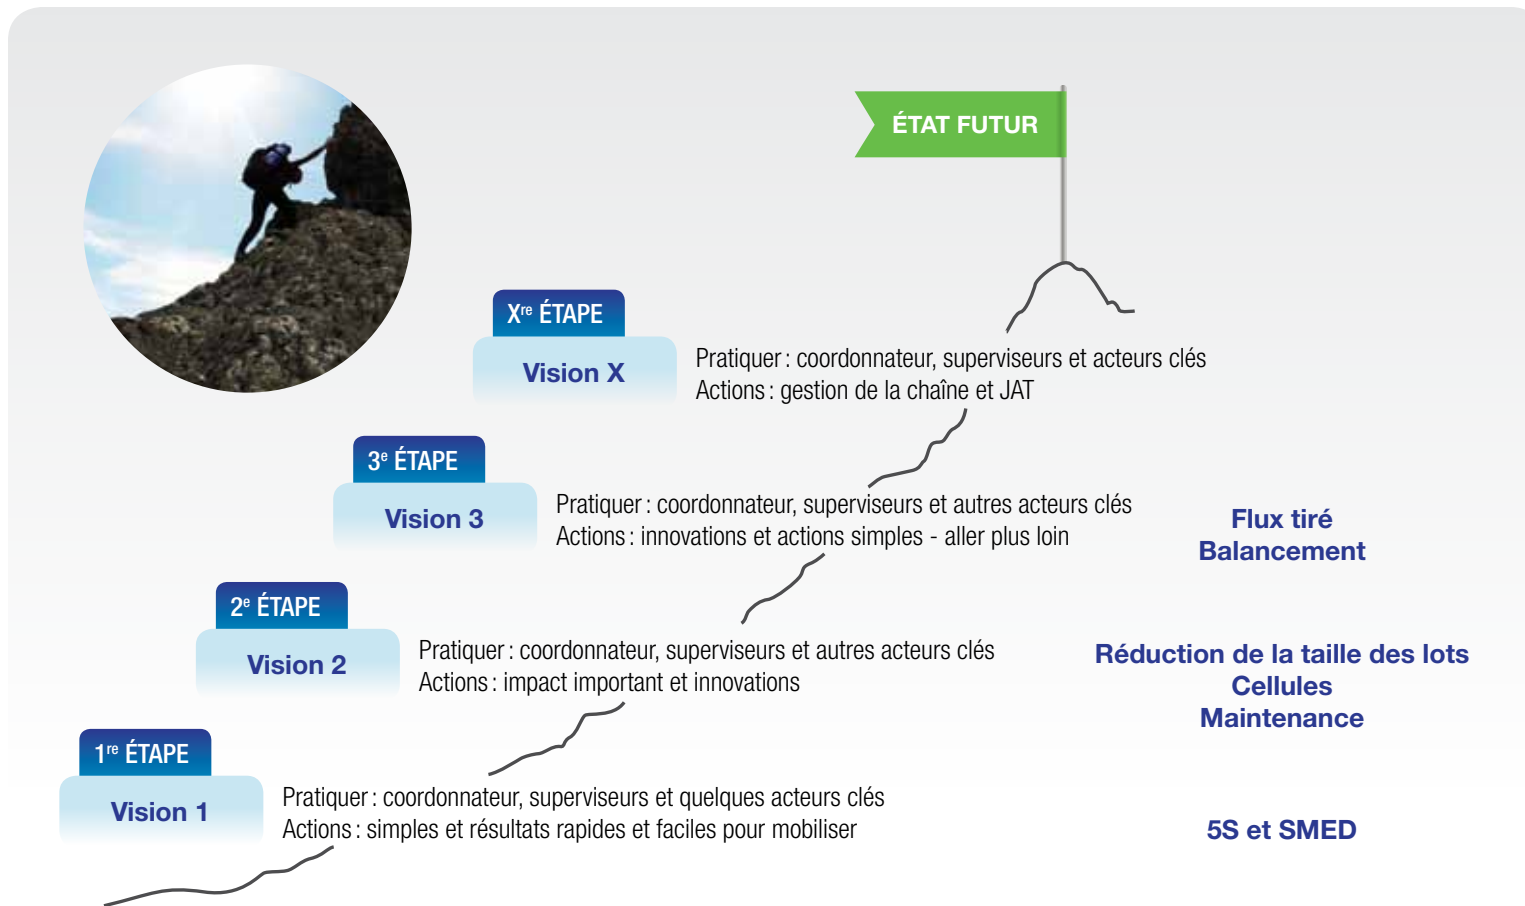 ÉTAT FUTUR
Xre ÉTAPE
Vision X
Pratiquer : coordonnateur, superviseurs et acteurs clés
Actions : gestion de la chaîne et JAT
3e ÉTAPE
Vision 3
Pratiquer : coordonnateur, superviseurs et autres acteurs clés
Actions : innovations et actions simples - aller plus loin
Flux tiré
Balancement
2e ÉTAPE
Vision 2
Pratiquer : coordonnateur, superviseurs et autres acteurs clés
Actions : impact important et innovations
Réduction de la taille des lots
Cellules
Maintenance
1re ÉTAPE
Vision 1
Pratiquer : coordonnateur, superviseurs et quelques acteurs clés
Actions : simples et résultats rapides et faciles pour mobiliser
5S et SMED